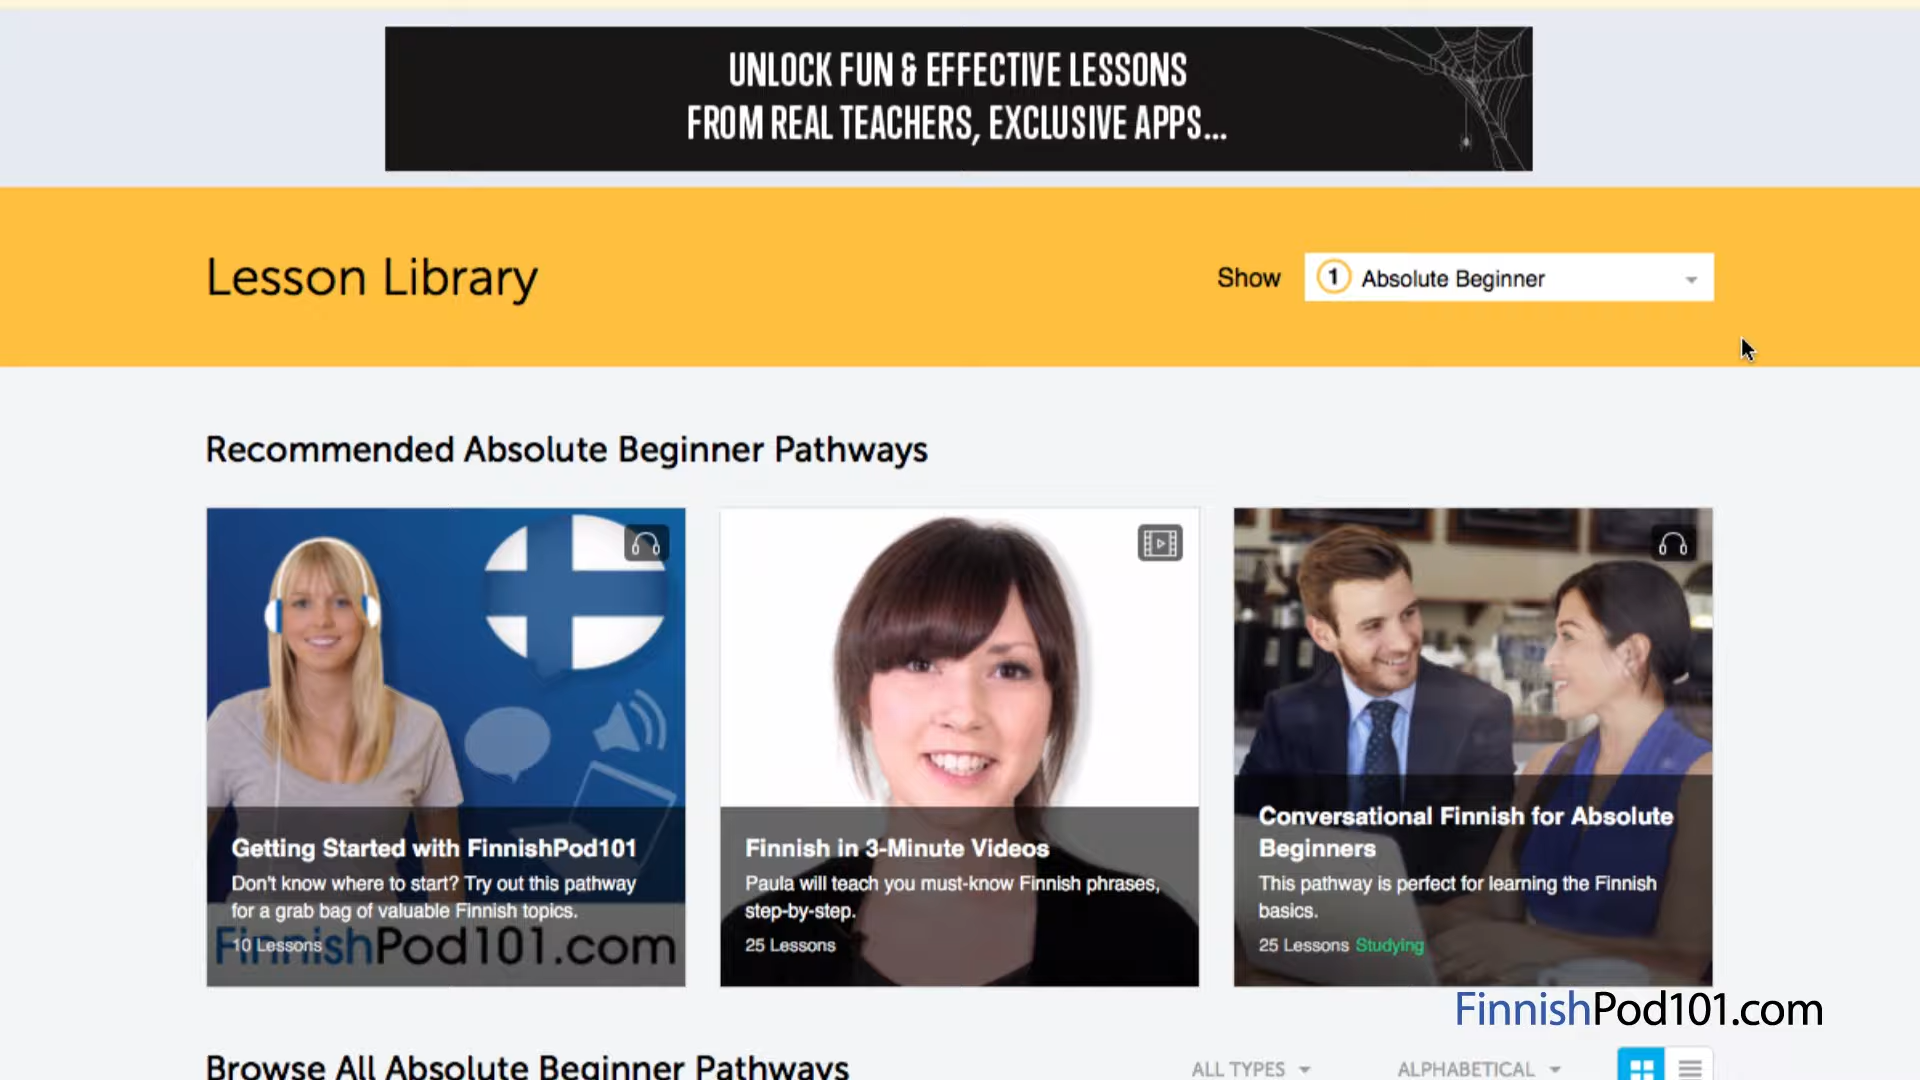 UNLOCK FUN & EFFECTIVE LESSONS
FROM REAL TEACHERS, EXCLUSIVE APPS...
Lesson Library
Show
1 Absolute Beginner
Recommended Absolute Beginner Pathways
Getting Started with FinnishPod101
Don't know where to start? Try out this pathway
for a grab bag of valuable Finnish topics.
10 Lessons
FinnishPod101.com
Finnish in 3-Minute Videos
Paula will teach you must-know Finnish phrases,
step-by-step.
25 Lessons
Conversational Finnish for Absolute
Beginners
This pathway is perfect for learning the Finnish
basics.
25 Lessons Studying
FinnishPod101.com
Browse All Absolute Beginner Pathways
ALL TYPES
ALPHABETICAL